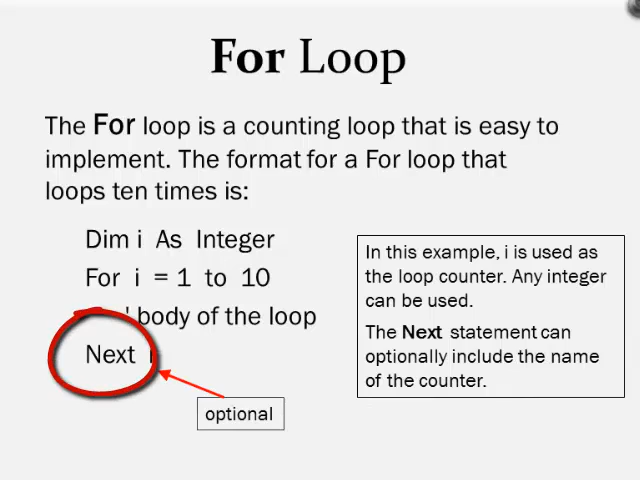 For Loop
The For loop is a counting loop that is easy to
implement. The format for a For loop that
loops ten times is:
Dim i As Integer
For i = 1 to 10
' body of the loop
Next i
optional
In this example, i is used as
the loop counter. Any integer
can be used.
The Next statement can
optionally include the name
of the counter.